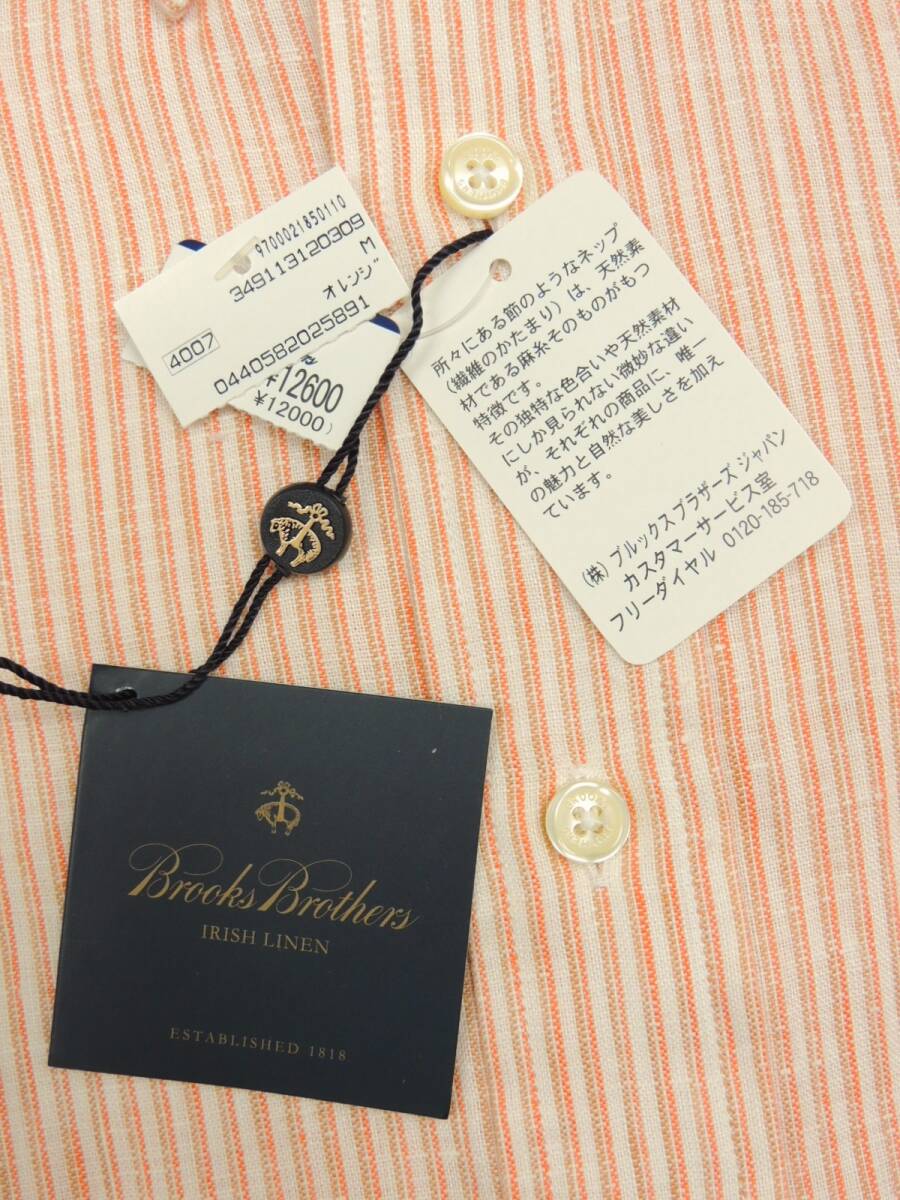 9700021850110
349113120309
M
オレンジ
4007
0440582025891
¥12600
¥12000)
所々にある節のようなネップ
(繊維のかたまり)は、天然素
材である麻糸そのものがもつ
特徴です。
その独特な色合いや天然素材
にしか見られない微妙な違い
が、それぞれの商品に、唯一
の魅力と自然な美しさを加え
ています。
(株)ブルックスブラザーズ ジャパン
カスタマーサービス室
フリーダイヤル 0120-185-718
Brooks Brothers
IRISH LINEN
ESTABLISHED 1818